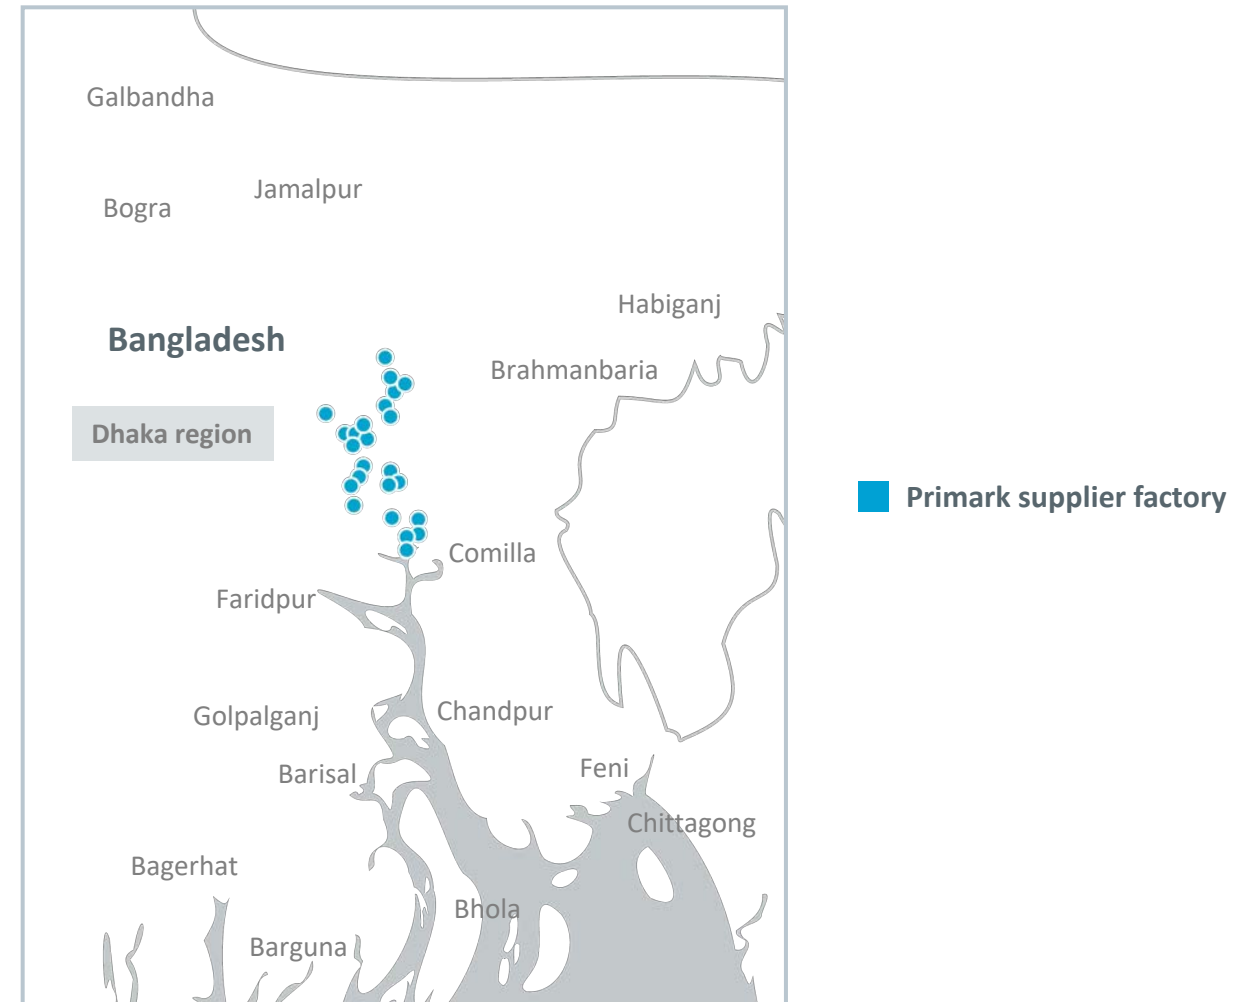 Galbandha
Jamalpur
Bogra
Habiganj
Bangladesh
Brahmanbaria
Dhaka region
Primark supplier factory
Comilla
Faridpur
Golpalganj
Chandpur
Barisal
Feni
Chittagong
Bagerhat
Bhola
Barguna